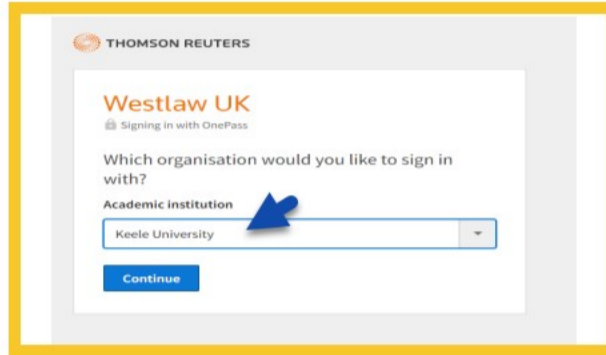 THOMSON REUTERS
Westlaw UK
Signing in with OnePass
Which organisation would you like to sign in
with?
Academic institution
Keele University
Continue